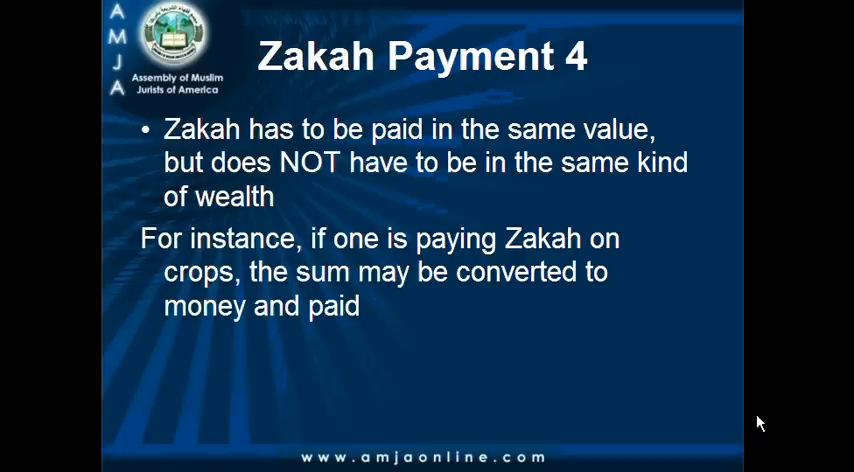 A
M
J
A
Assembly of Muslim
Jurists of America
Zakah Payment 4
• Zakah has to be paid in the same value,
but does NOT have to be in the same kind
of wealth
For instance, if one is paying Zakah on
crops, the sum may be converted to
money and paid
www.amjaonline.com